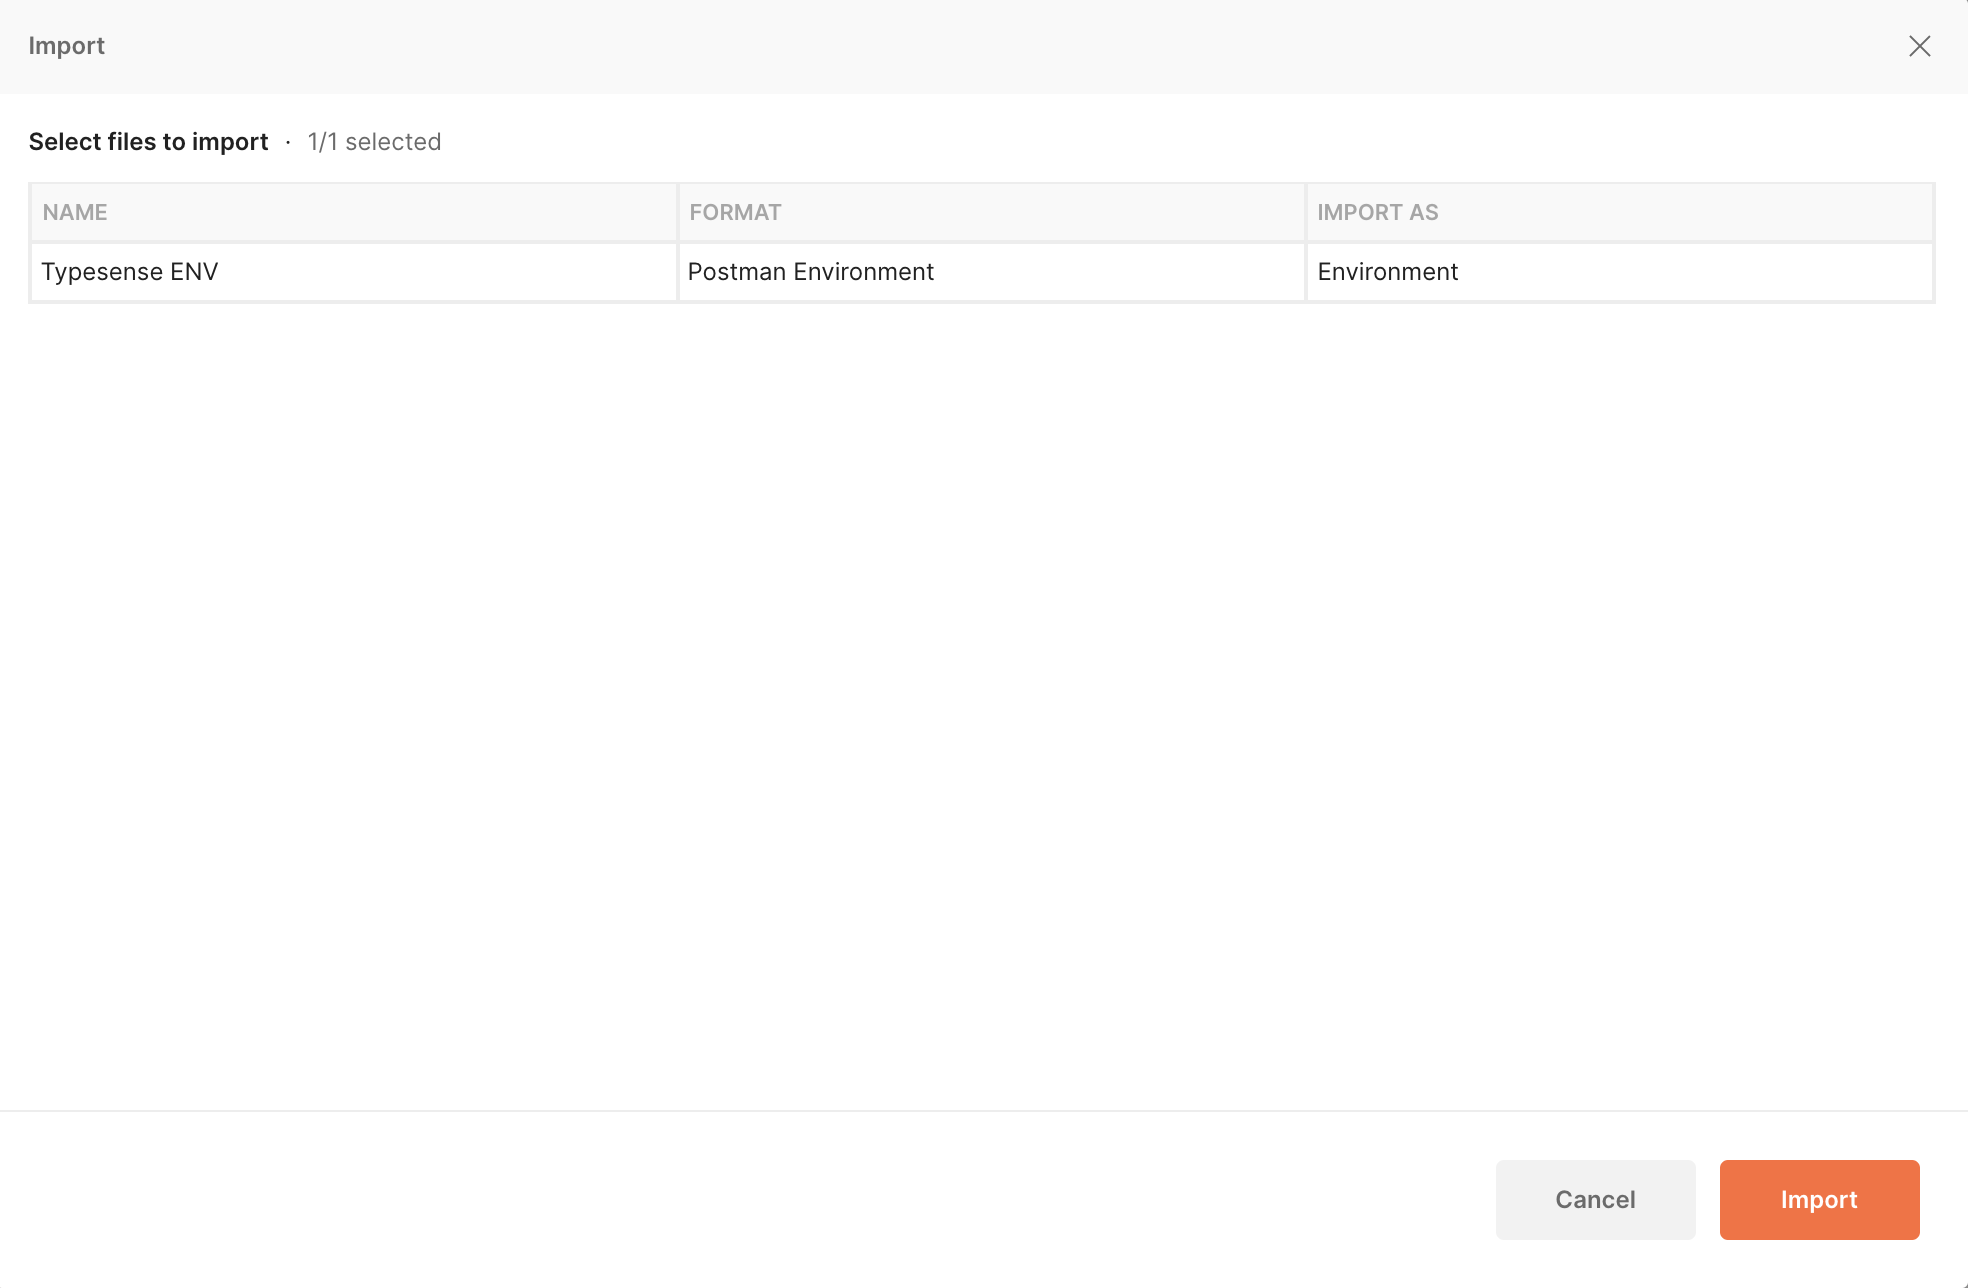 Import
Select files to import · 1/1 selected
NAME FORMAT IMPORT AS
Typesense ENV Postman Environment Environment
Cancel Import